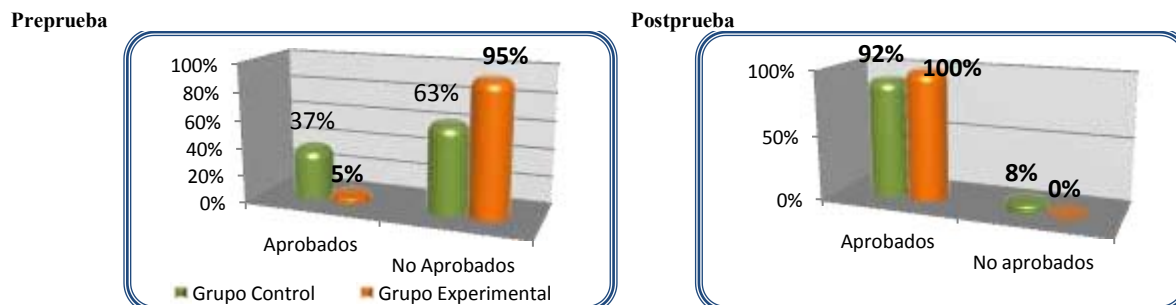 Preprueba
100%
80%
60%
40%
20%
0%
37%
5%
63%
95%
Aprobados
No Aprobados
Grupo Control
Grupo Experimental
Postprueba
100%
50%
0%
92%
100%
8%
0%
Aprobados
No aprobados